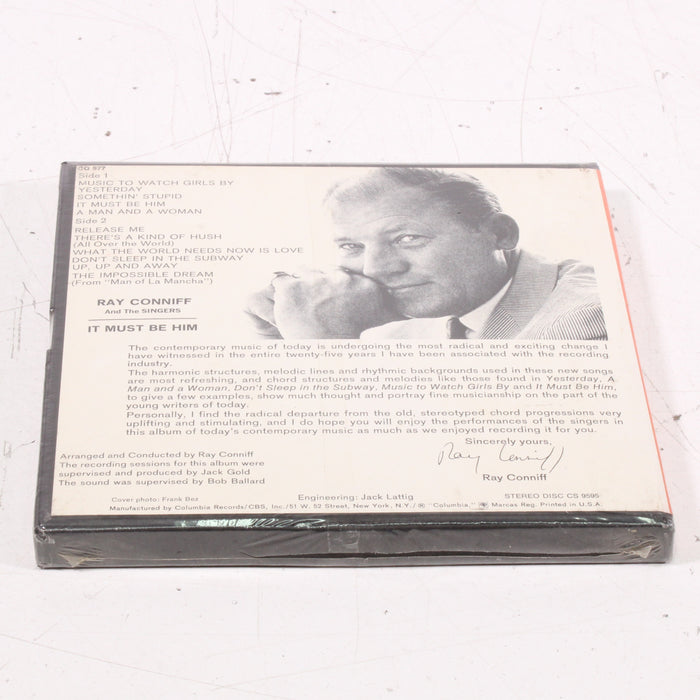 CQ 977
Side 1
MUSIC TO WATCH GIRLS BY
YESTERDAY
SOMETHIN' STUPID
IT MUST BE HIM
A MAN AND A WOMAN
Side 2
RELEASE ME
THERE'S A KIND OF HUSH
(All Over the World)
WHAT THE WORLD NEEDS NOW IS LOVE
DON'T SLEEP IN THE SUBWAY
UP, UP AND AWAY
THE IMPOSSIBLE DREAM
(From "Man of La Mancha")
RAY CONNIFF
And The SINGERS
IT MUST BE HIM
The contemporary music of today is undergoing the most radical and exciting change I
have witnessed in the entire twenty-five years I have been associated with the recording
industry.
The harmonic structures, melodic lines and rhythmic backgrounds used in these new songs
are most refreshing, and chord structures and melodies like those found in Yesterday, A
Man and a Woman, Don't Sleep in the Subway, Music to Watch Girls By and It Must Be Him,
to give a few examples, show much thought and portray fine musicianship on the part of the
young writers of today.
Personally, I find the radical departure from the old, stereotyped chord progressions very
uplifting and stimulating, and I do hope you will enjoy the performances of the singers in
this album of today's contemporary music as much as we enjoyed recording it for you.
Sincerely yours,
Ray Conniff
Ray Conniff
Arranged and Conducted by Ray Conniff
The recording sessions for this album were
supervised and produced by Jack Gold
The sound was supervised by Bob Ballard
Cover photo: Frank Bez
Engineering: Jack Lattig
STEREO DISC CS 9595
Manufactured by Columbia Records/CBS, Inc./51 W. 52 Street, New York, N.Y./® "Columbia," Marcas Reg. Printed in U.S.A.